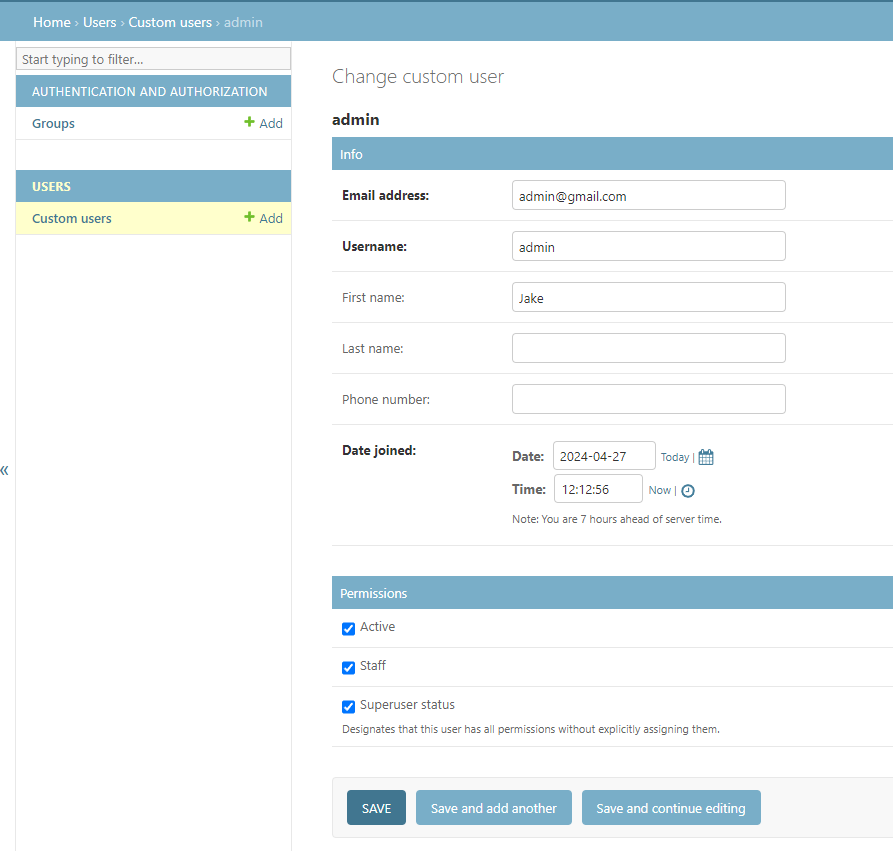 Home › Users › Custom users › admin
Start typing to filter...
AUTHENTICATION AND AUTHORIZATION
Groups + Add
USERS
Custom users + Add
«
Change custom user
admin
Info
Email address: admin@gmail.com
Username: admin
First name: Jake
Last name:
Phone number:
Date joined: Date: 2024-04-27 Today |
Time: 12:12:56 Now |
Note: You are 7 hours ahead of server time.
Permissions
Active
Staff
Superuser status
Designates that this user has all permissions without explicitly assigning them.
SAVE Save and add another Save and continue editing